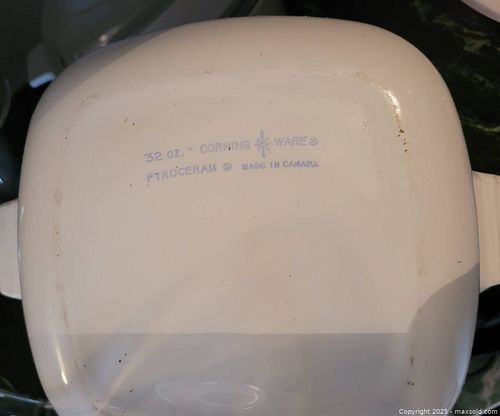 32 OZ. • CORNING WARE®
PYROCERAM ® MADE IN CANADA
Copyright 2025 - maxsold.com